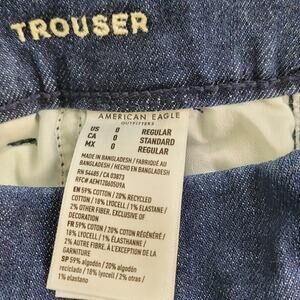 TROUSER
AMERICAN EAGLE
OUTFITTERS
US 0 REGULAR
CA 0 STANDARD
MX 0 REGULAR
MADE IN BANGLADESH / FABRIQUÉ AU
BANGLADESH / HECHO EN BANGLADESH
RN 54485 / CA 03873
RFC# AEM12060509A
EN 59% COTTON / 20% RECYCLED
COTTON / 18% LYOCELL / 1% ELASTANE /
2% OTHER FIBER. EXCLUSIVE OF
DECORATION
FR 59% COTON / 20% COTON RÉGÉNÉRÉ /
18% LYOCELL / 1% ÉLASTHANNE /
2% AUTRE FIBRE. À L'EXCEPTION DE LA
GARNITURE
SP 59% algodón / 20% algodón
reciclado / 18% lyocell / 2% otras /
1% elastano